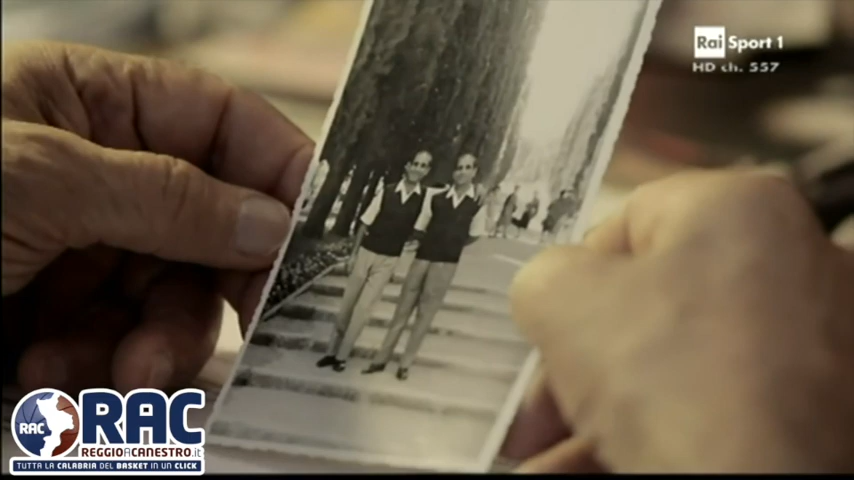 Rai Sport 1
HD ch. 557
RAC RAC
REGGIOACANESTRO.it
TUTTA LA CALABRIA DEL BASKET IN UN CLICK